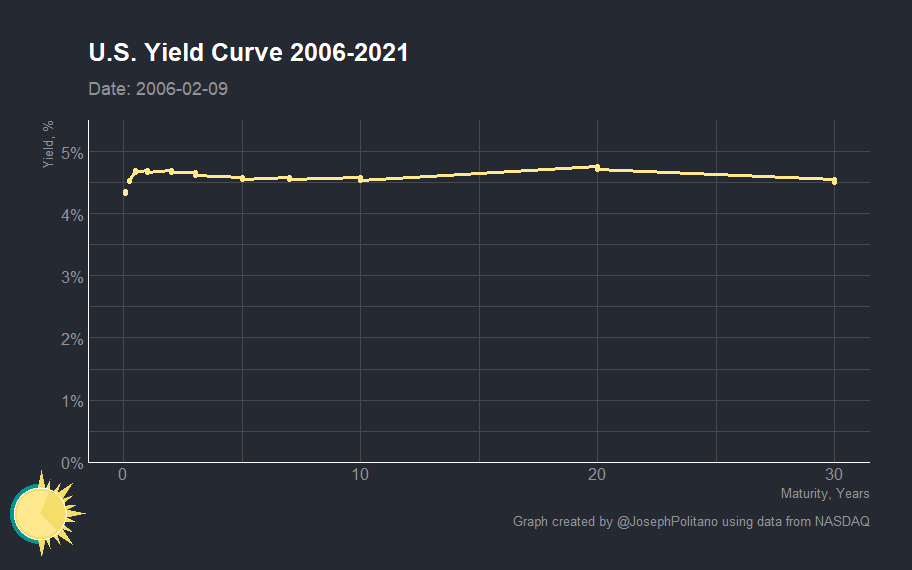 U.S. Yield Curve 2006-2021
Date: 2006-02-09
Yield, %
5%
4%
3%
2%
1%
0%
0 10 20 30
Maturity, Years
Graph created by @JosephPolitano using data from NASDAQ